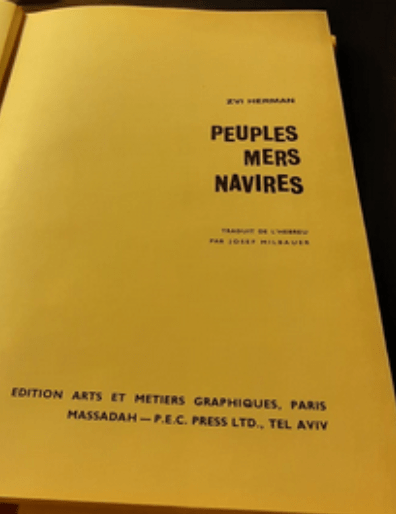 ZVI HERMAN
PEUPLES
MERS
NAVIRES
TRADUIT DE L'HEBREU
PAR JOSEF MILBAUER
EDITION ARTS ET METIERS GRAPHIQUES, PARIS
MASSADAH — P.E.C. PRESS LTD., TEL AVIV